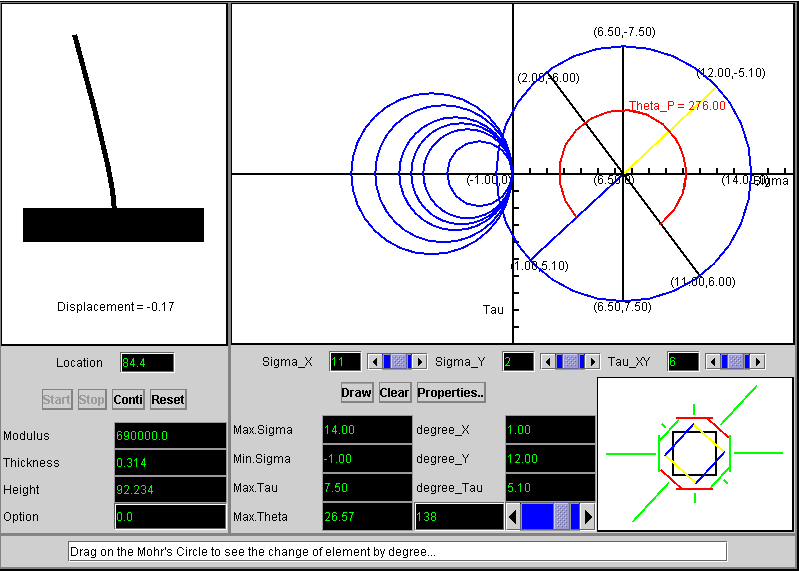 Displacement = -0.17
(6.50,-7.50)
(2.00,-6.00)
(12.00,-5.10)
Theta_P = 276.00
(-1.00,0)
(6.50,0)
(14.00,0)
Sigma
(1.00,5.10)
(11.00,6.00)
(6.50,7.50)
Tau
Location 84.4
Start Stop Conti Reset
Modulus 690000.0
Thickness 0.314
Height 92.234
Option 0.0
Sigma_X 11 Sigma_Y 2 Tau_XY 6
Draw Clear Properties..
Max.Sigma 14.00 degree_X 1.00
Min.Sigma -1.00 degree_Y 12.00
Max.Tau 7.50 degree_Tau 5.10
Max.Theta 26.57 138
Drag on the Mohr's Circle to see the change of element by degree...